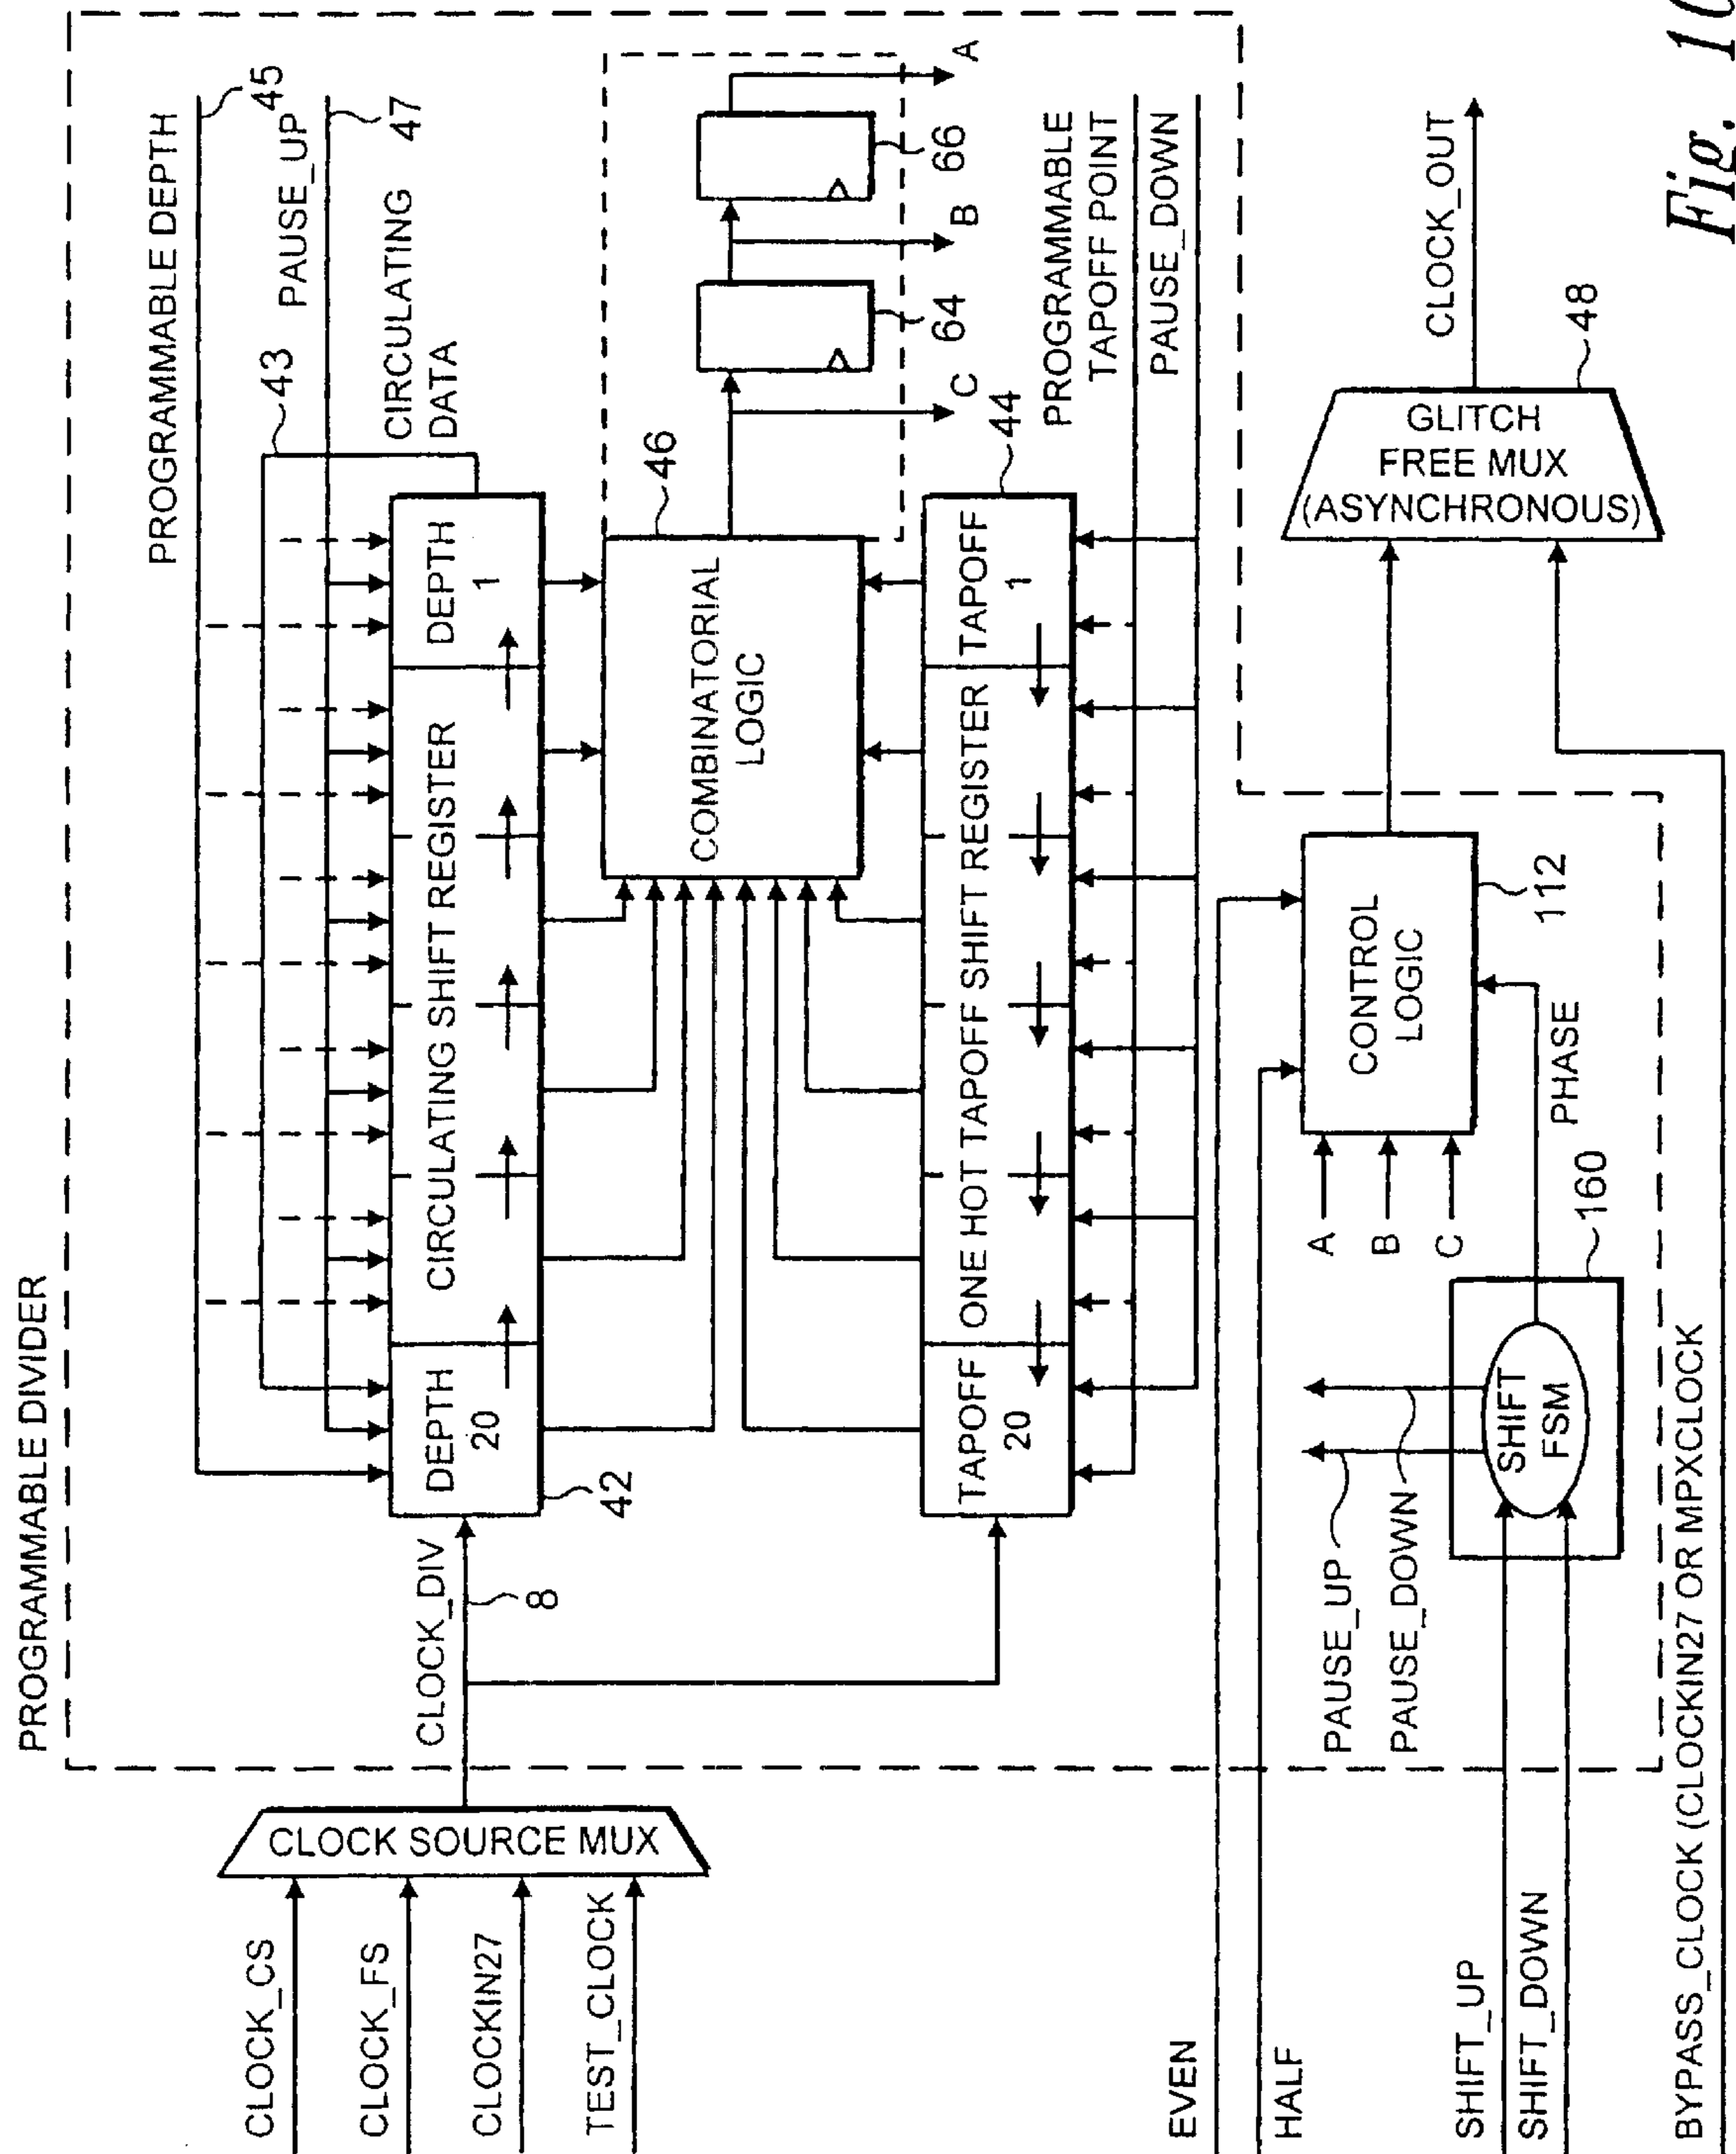 PROGRAMMABLE DIVIDER
PROGRAMMABLE DEPTH
45
PAUSE_UP
47
43
CIRCULATING
DATA
CLOCK_CS
CLOCK_FS
CLOCKIN27
TEST_CLOCK
CLOCK SOURCE MUX
CLOCK_DIV
8
DEPTH
20
CIRCULATING SHIFT REGISTER
DEPTH
1
42
COMBINATORIAL
LOGIC
46
C
64
B
66
A
TAPOFF
20
ONE HOT TAPOFF SHIFT REGISTER
TAPOFF
1
44
PROGRAMMABLE
TAPOFF POINT
PAUSE_DOWN
EVEN
HALF
PAUSE_UP
PAUSE_DOWN
SHIFT_UP
SHIFT_DOWN
SHIFT
FSM
160
PHASE
A
B
C
CONTROL
LOGIC
112
GLITCH
FREE MUX
(ASYNCHRONOUS)
48
CLOCK_OUT
BYPASS_CLOCK (CLOCKIN27 OR MPXCLOCK